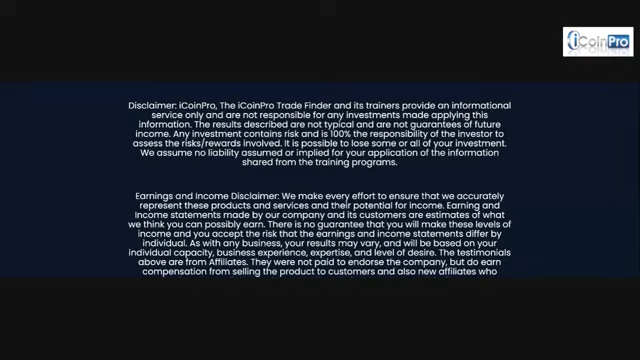 iCoinPro
Disclaimer: iCoinPro, The iCoinPro Trade Finder and its trainers provide an informational
service only and are not responsible for any investments made applying this
information. The results described are not typical and are not guarantees of future
income. Any investment contains risk and is 100% the responsibility of the investor to
assess the risks/rewards involved. It is possible to lose some or all of your investment.
We assume no liability assumed or implied for your application of the information
shared from the training programs.
Earnings and Income Disclaimer: We make every effort to ensure that we accurately
represent these products and services and their potential for income. Earning and
Income statements made by our company and its customers are estimates of what
we think you can possibly earn. There is no guarantee that you will make these levels of
income and you accept the risk that the earnings and income statements differ by
individual. As with any business, your results may vary, and will be based on your
individual capacity, business experience, expertise, and level of desire. The testimonials
above are from Affiliates. They were not paid to endorse the company, but do earn
compensation from selling the product to customers and also new affiliates who